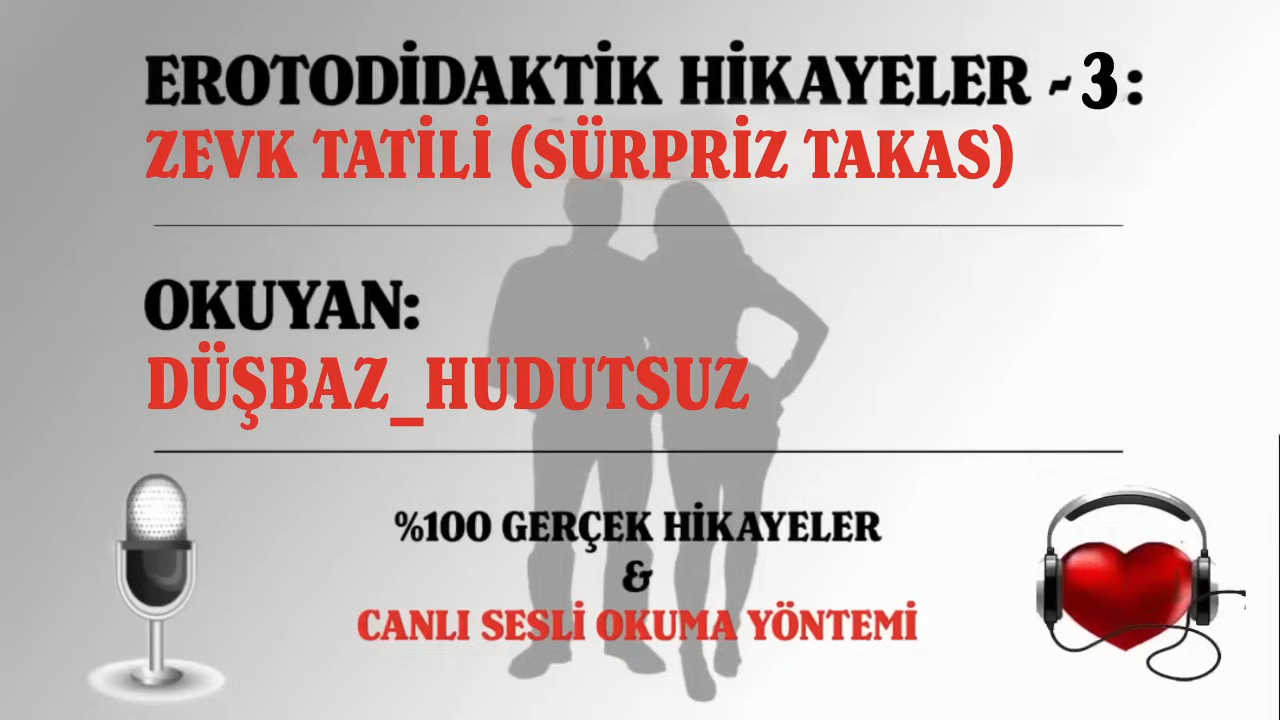 EROTODİDAKTİK HİKAYELER - 3:
ZEVK TATİLİ (SÜRPRİZ TAKAS)
OKUYAN:
DÜŞBAZ_HUDUTSUZ
%100 GERÇEK HİKAYELER
&
CANLI SESLİ OKUMA YÖNTEMİ